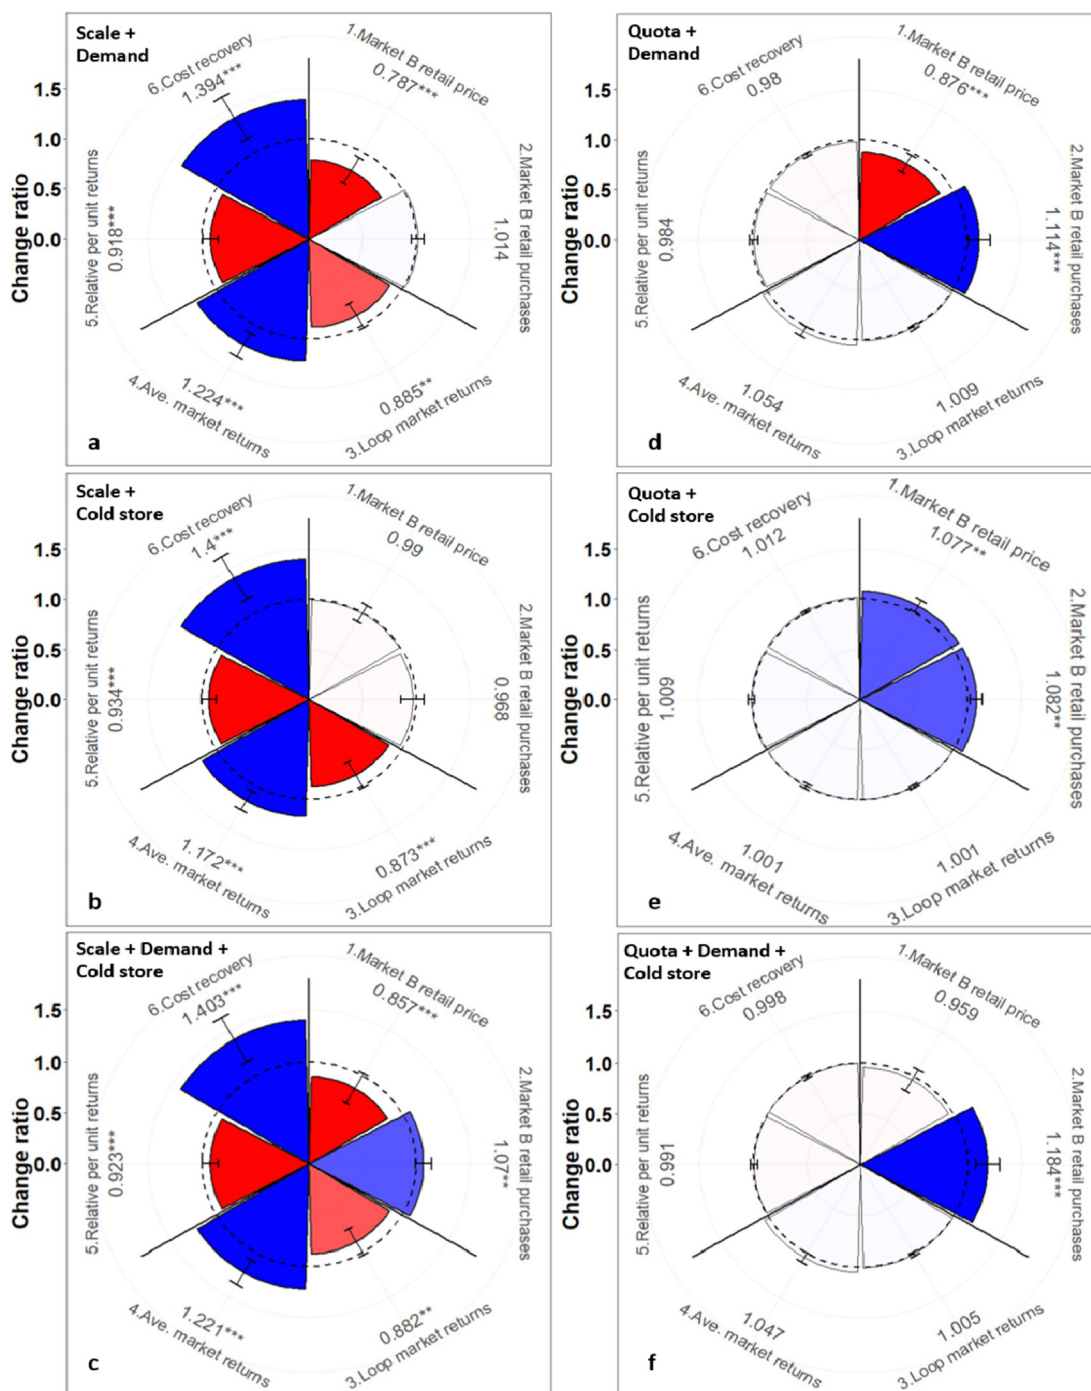 Scale +
Demand
Change ratio
1.5
1.0
0.5
0.0
1.Market B retail price
0.787***
2.Market B retail purchases
1.014
3.Loop market returns
0.885**
4.Ave. market returns
1.224***
5.Relative per unit returns
0.918***
6.Cost recovery
1.394***
a
Quota +
Demand
Change ratio
1.5
1.0
0.5
0.0
1.Market B retail price
0.876***
2.Market B retail purchases
1.114***
3.Loop market returns
1.009
4.Ave. market returns
1.054
5.Relative per unit returns
0.984
6.Cost recovery
0.98
d
Scale +
Cold store
Change ratio
1.5
1.0
0.5
0.0
1.Market B retail price
0.99
2.Market B retail purchases
0.968
3.Loop market returns
0.873***
4.Ave. market returns
1.172***
5.Relative per unit returns
0.934***
6.Cost recovery
1.4***
b
Quota +
Cold store
Change ratio
1.5
1.0
0.5
0.0
1.Market B retail price
1.077**
2.Market B retail purchases
1.082**
3.Loop market returns
1.001
4.Ave. market returns
1.001
5.Relative per unit returns
1.009
6.Cost recovery
1.012
e
Scale + Demand +
Cold store
Change ratio
1.5
1.0
0.5
0.0
1.Market B retail price
0.857***
2.Market B retail purchases
1.07**
3.Loop market returns
0.882**
4.Ave. market returns
1.221***
5.Relative per unit returns
0.923***
6.Cost recovery
1.403***
c
Quota + Demand +
Cold store
Change ratio
1.5
1.0
0.5
0.0
1.Market B retail price
0.959
2.Market B retail purchases
1.184***
3.Loop market returns
1.005
4.Ave. market returns
1.047
5.Relative per unit returns
0.991
6.Cost recovery
0.998
f